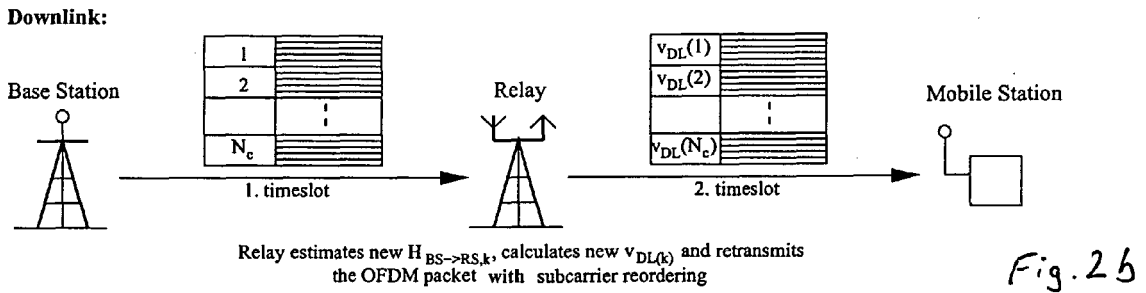 Downlink:
Base Station
1
2
N_c
1. timeslot
Relay
v_DL(1)
v_DL(2)
v_DL(N_c)
2. timeslot
Mobile Station
Relay estimates new H_BS–>RS,k, calculates new v_DL(k) and retransmits
the OFDM packet with subcarrier reordering
Fig. 2b